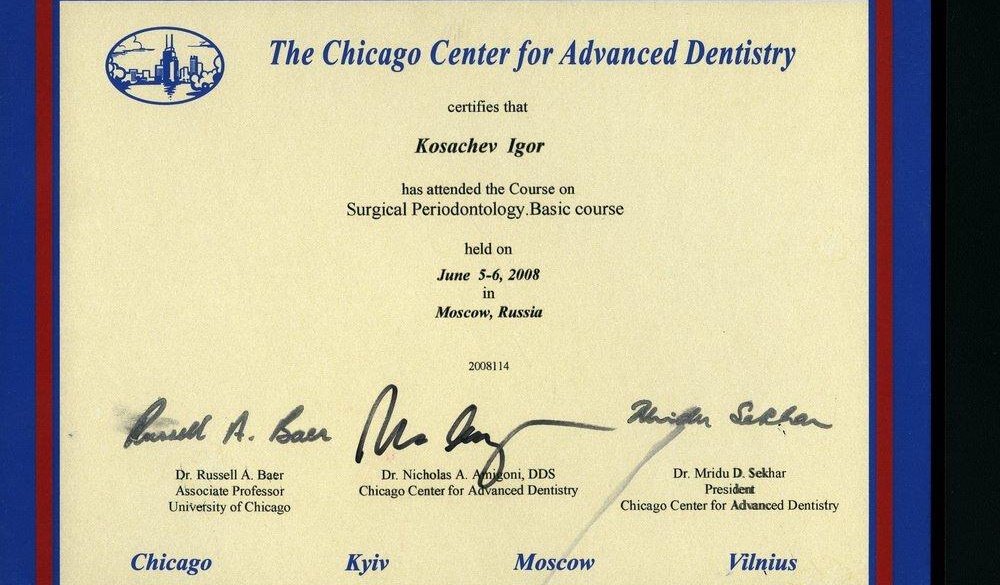 The Chicago Center for Advanced Dentistry
certifies that
Kosachev Igor
has attended the Course on
Surgical Periodontology.Basic course
held on
June 5-6, 2008
in
Moscow, Russia
2008114
Russell A. Baer
Mridu Sekhar
Dr. Russell A. Baer
Associate Professor
University of Chicago
Dr. Nicholas A. Amigoni, DDS
Chicago Center for Advanced Dentistry
Dr. Mridu D. Sekhar
President
Chicago Center for Advanced Dentistry
Chicago Kyiv Moscow Vilnius